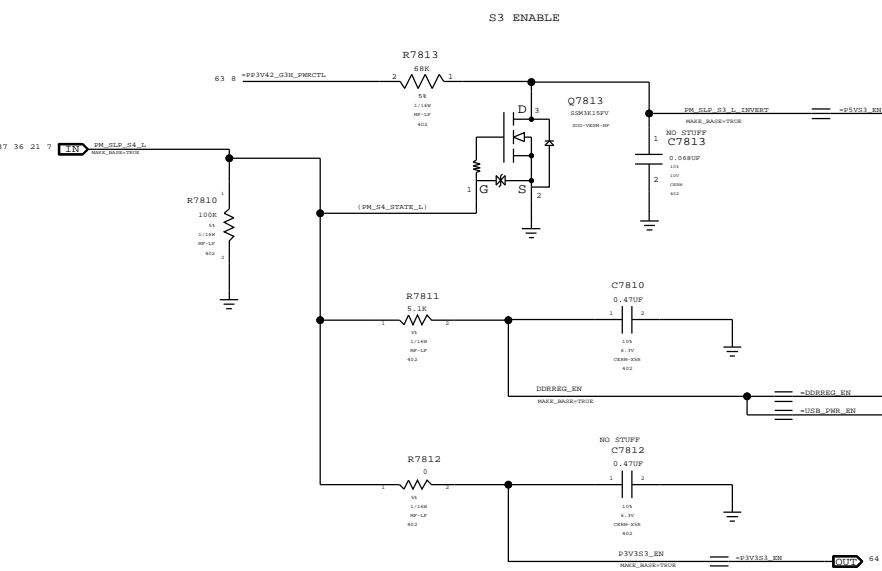 S3 ENABLE
R7813
68K
63 8 =PP3V42_G3H_PWRCTL
2 1
5%
1/16W
MF-LF
402
D 3
Q7813
SSM3K15FV
SOD-VESM-HF
PM_SLP_S3_L_INVERT
=P5VS3_EN
MAKE_BASE=TRUE
NO STUFF
1 C7813
0.068UF
10%
10V
CERM
402
2
37 36 21 7 IN PM_SLP_S4_L
MAKE_BASE=TRUE
1 G S 2
R7810
1
100K
5%
1/16W
MF-LF
402
2
(PM_S4_STATE_L)
R7811
5.1K
1 2
5%
1/16W
MF-LF
402
C7810
0.47UF
1 2
10%
6.3V
CERM-X5R
402
DDRREG_EN
MAKE_BASE=TRUE
=DDRREG_EN
=USB_PWR_EN
NO STUFF
R7812
0
1 2
5%
1/16W
MF-LF
402
C7812
0.47UF
1 2
10%
6.3V
CERM-X5R
402
P3V3S3_EN
MAKE_BASE=TRUE
=P3V3S3_EN
OUT 64